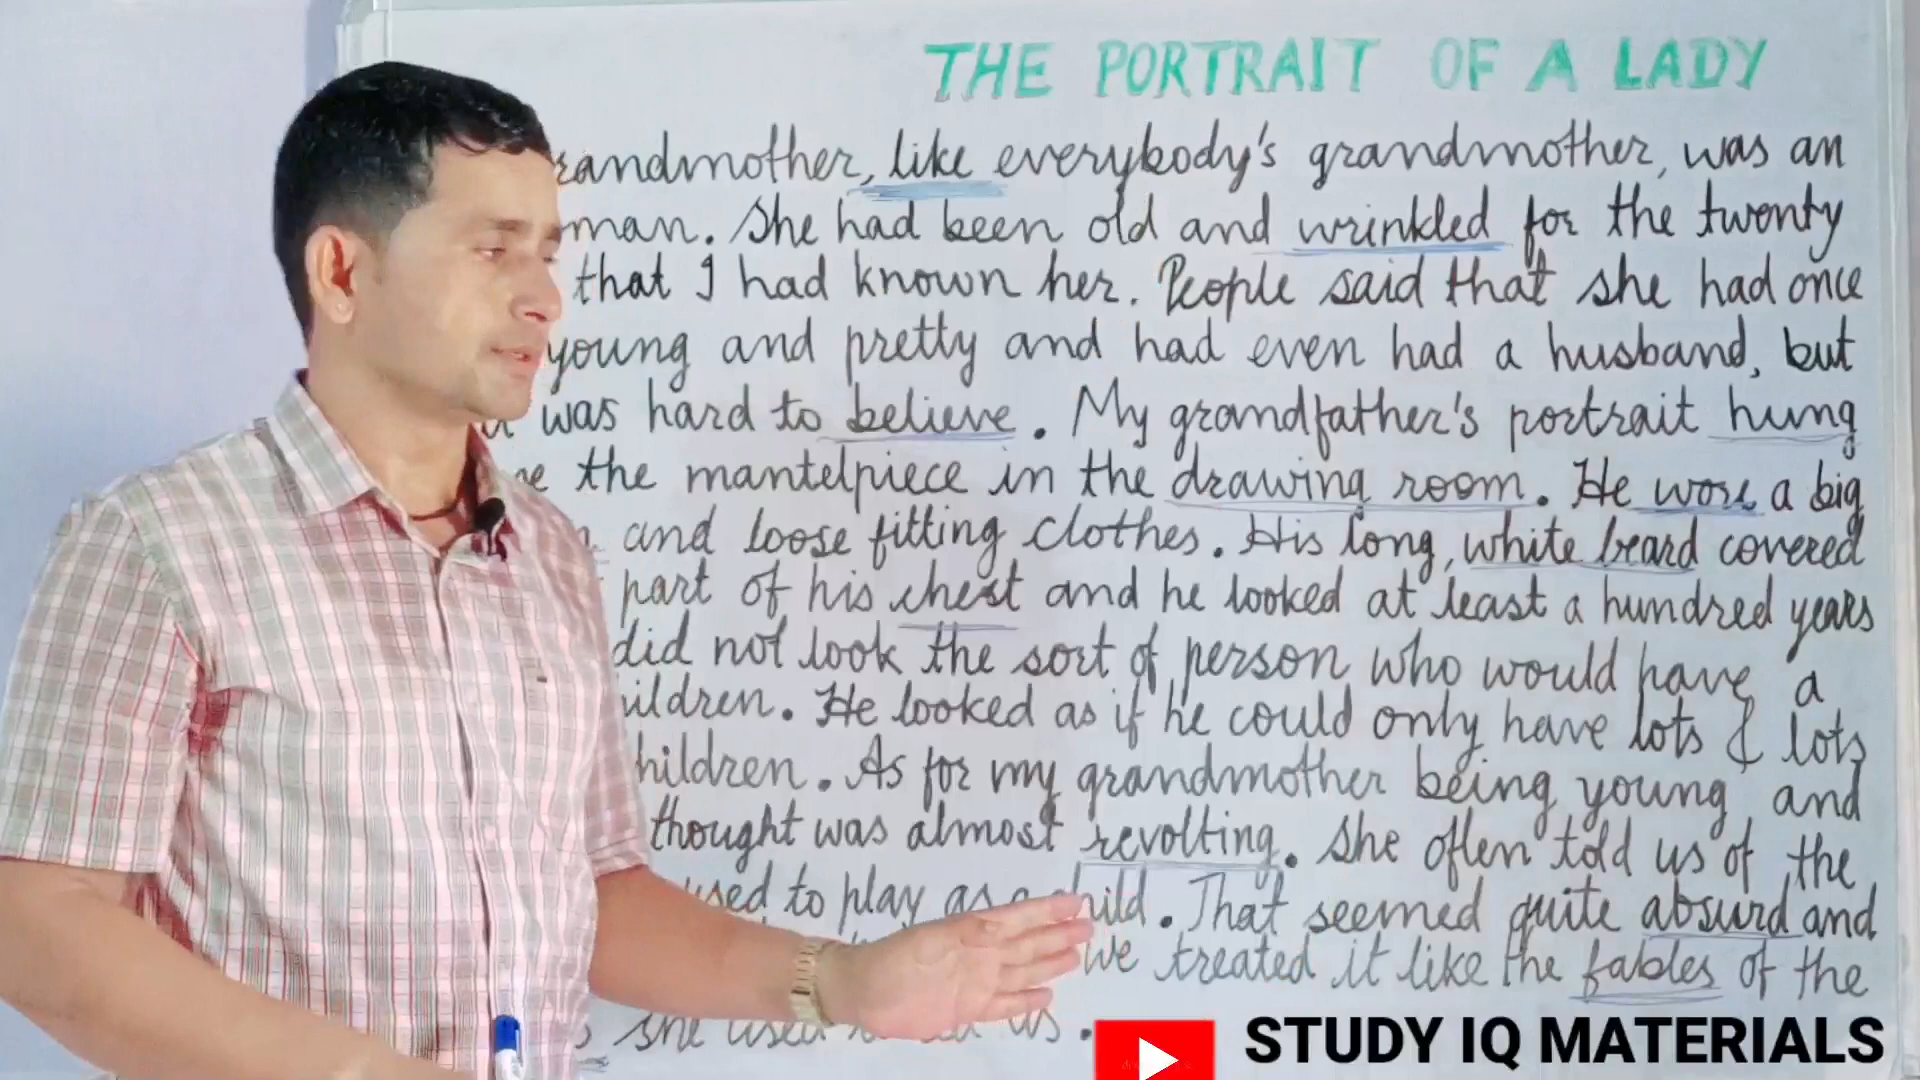 THE PORTRAIT OF A LADY
randmother, like everybody's grandmother, was an
man. She had been old and wrinkled for the twenty
that I had known her. People said that she had once
young and pretty and had even had a husband, but
was hard to believe. My grandfather's portrait hung
the mantelpiece in the drawing room. He wore a big
and loose fitting clothes. His long, white beard covered
part of his chest and he looked at least a hundred years
did not look the sort of person who would have a
ildren. He looked as if he could only have lots & lots
hildren. As for my grandmother being young and
thought was almost revolting. She often told us of the
used to play as a child. That seemed quite absurd and
we treated it like the fables of the
she used us.
STUDY IQ MATERIALS